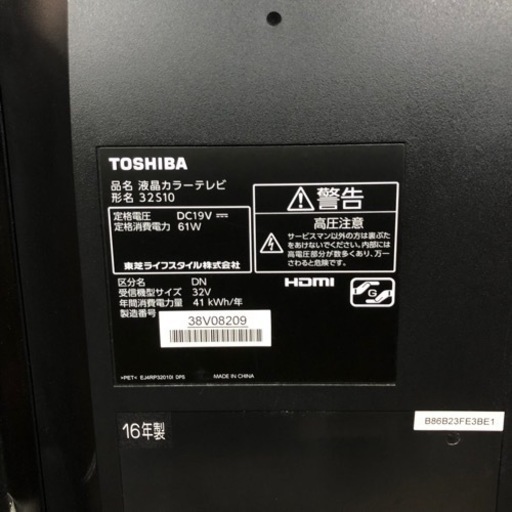 TOSHIBA
品名 液晶カラーテレビ
形名 32S10
定格電圧 DC19V
定格消費電力 61W
東芝ライフスタイル株式会社
区分名 DN
受信機型サイズ 32V
年間消費電力量 41 kWh/年
製造番号
38V08209
警告
高圧注意
サービスマン以外の方は裏ぶた
をあけないでください。内部には
高電圧部分が数多くあり、万一
さわると危険です。
HDMI
G
>PET< EJ4RP32010I DPS
MADE IN CHINA
16年製
B86B23FE3BE1